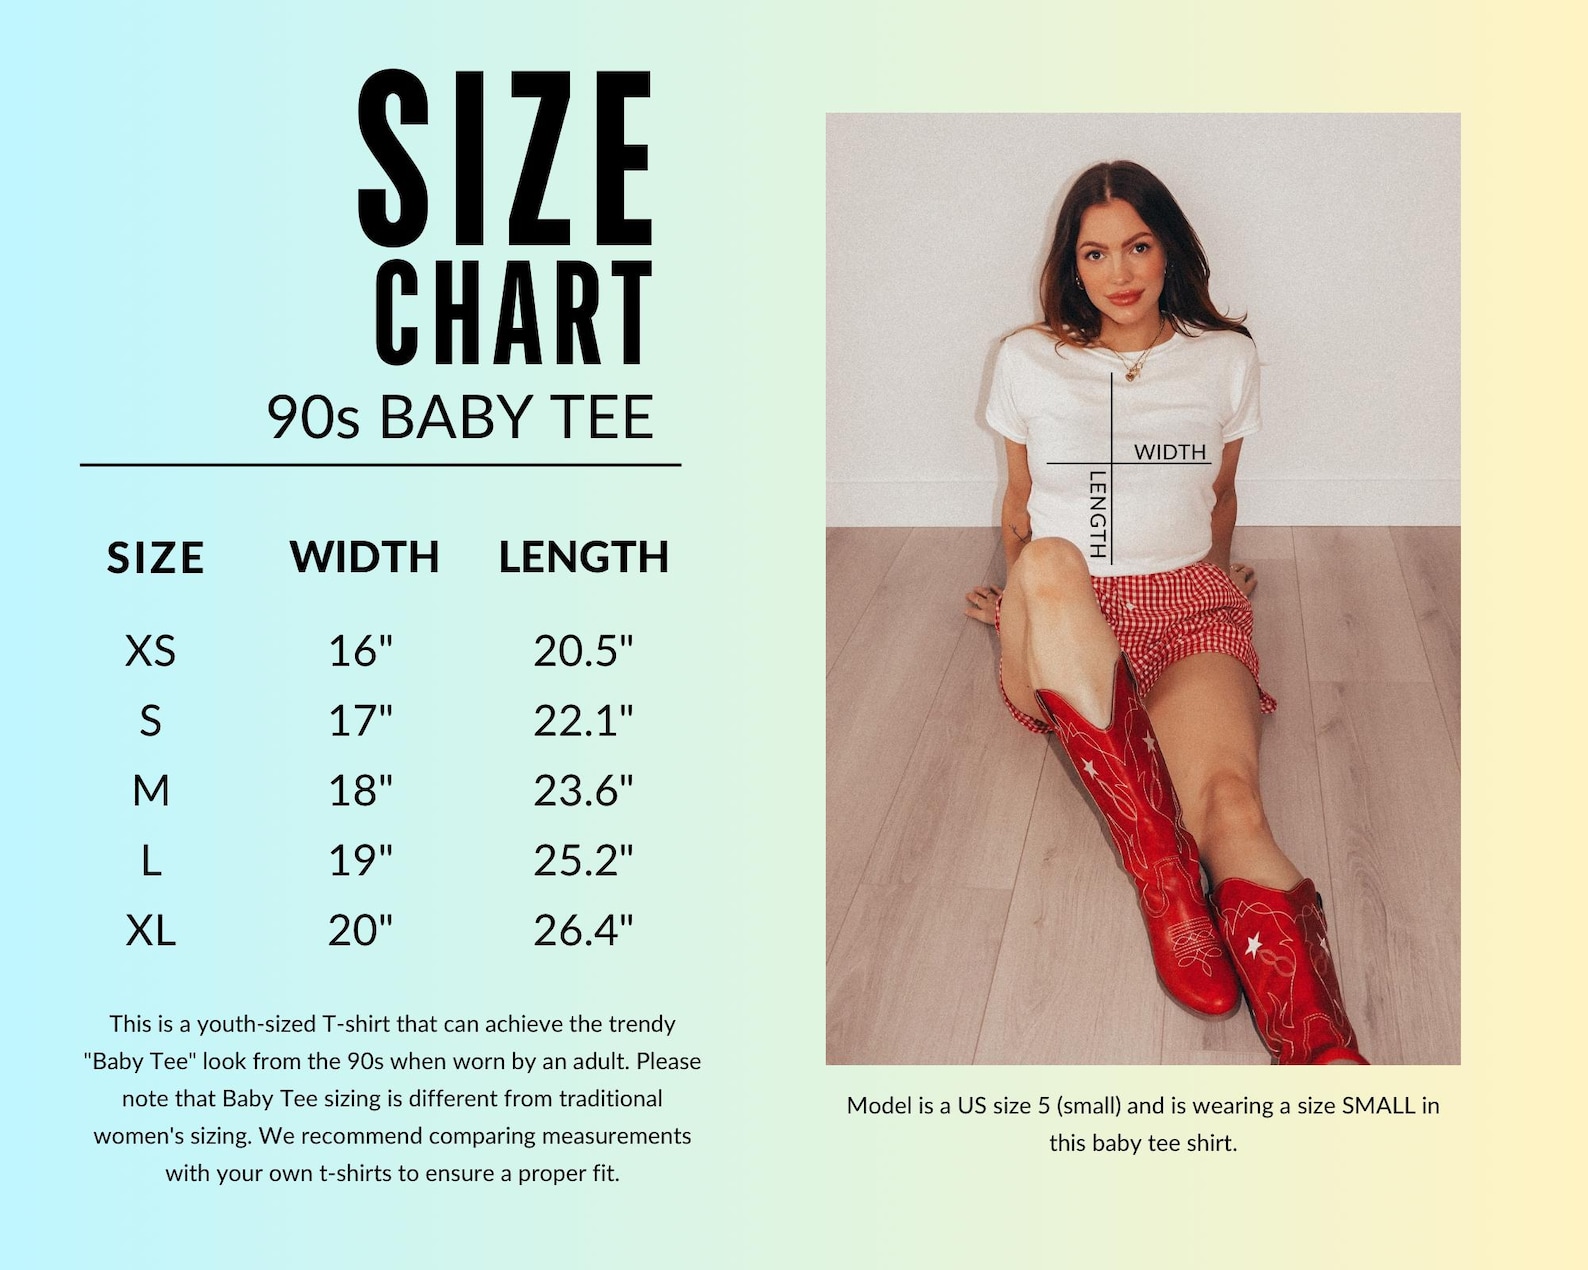 SIZE
CHART
90s BABY TEE
SIZE WIDTH LENGTH
XS 16" 20.5"
S 17" 22.1"
M 18" 23.6"
L 19" 25.2"
XL 20" 26.4"
This is a youth-sized T-shirt that can achieve the trendy
"Baby Tee" look from the 90s when worn by an adult. Please
note that Baby Tee sizing is different from traditional
women's sizing. We recommend comparing measurements
with your own t-shirts to ensure a proper fit.
WIDTH
LENGTH
Model is a US size 5 (small) and is wearing a size SMALL in
this baby tee shirt.